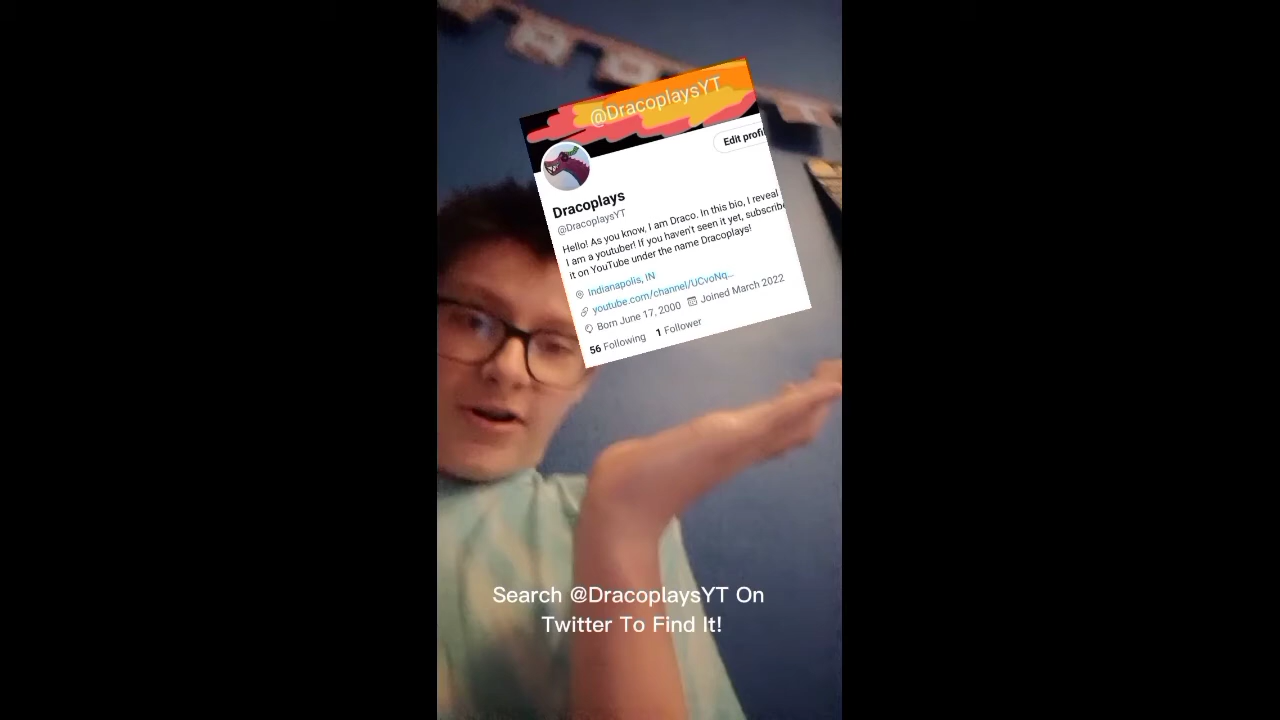 @DracoplaysYT
Edit profi
Dracoplays
@DracoplaysYT
Hello! As you know, I am Draco. In this bio, I reveal
I am a youtuber! If you haven't seen it yet, subscribe
it on YouTube under the name Dracoplays!
Indianapolis, IN
youtube.com/channel/UCvoNq...
Born June 17, 2000 Joined March 2022
56 Following 1 Follower
Search @DracoplaysYT On
Twitter To Find It!